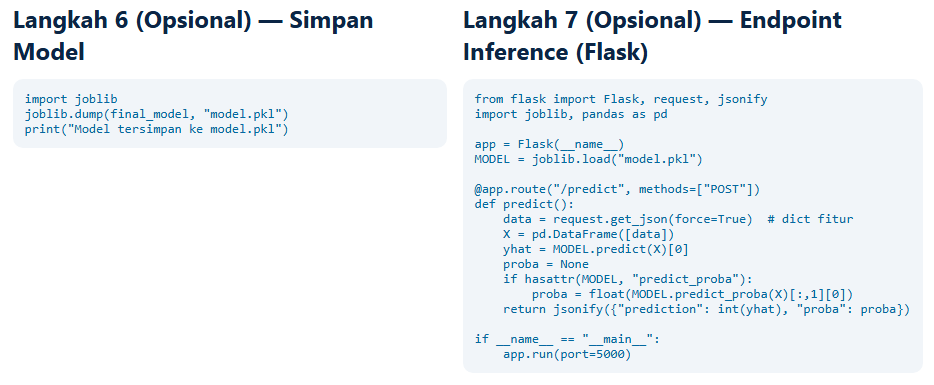 Langkah 6 (Opsional) — Simpan
Model
import joblib
joblib.dump(final_model, "model.pkl")
print("Model tersimpan ke model.pkl")
Langkah 7 (Opsional) — Endpoint
Inference (Flask)
from flask import Flask, request, jsonify
import joblib, pandas as pd

app = Flask(__name__)
MODEL = joblib.load("model.pkl")

@app.route("/predict", methods=["POST"])
def predict():
    data = request.get_json(force=True)  # dict fitur
    X = pd.DataFrame([data])
    yhat = MODEL.predict(X)[0]
    proba = None
    if hasattr(MODEL, "predict_proba"):
        proba = float(MODEL.predict_proba(X)[:,1][0])
    return jsonify({"prediction": int(yhat), "proba": proba})

if __name__ == "__main__":
    app.run(port=5000)